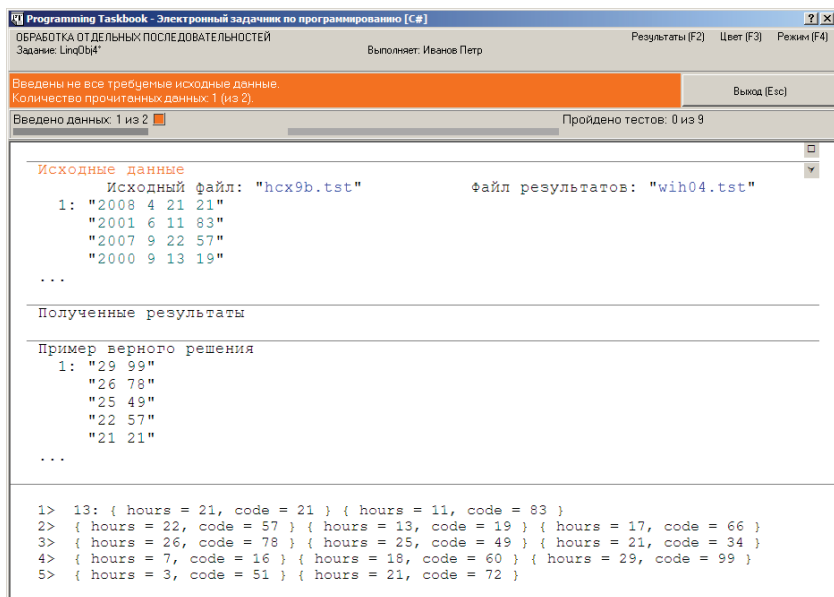 Programming Taskbook - Электронный задачник по программированию [C#]
ОБРАБОТКА ОТДЕЛЬНЫХ ПОСЛЕДОВАТЕЛЬНОСТЕЙ
Результаты (F2) Цвет (F3) Режим (F4)
Задание: LinqObj4° Выполняет: Иванов Петр
Введены не все требуемые исходные данные.
Количество прочитанных данных: 1 (из 2).
Выход (Esc)
Введено данных: 1 из 2 Пройдено тестов: 0 из 9
Исходные данные
Исходный файл: "hcx9b.tst" Файл результатов: "wih04.tst"
1: "2008 4 21 21"
"2001 6 11 83"
"2007 9 22 57"
"2000 9 13 19"
...
Полученные результаты
Пример верного решения
1: "29 99"
"26 78"
"25 49"
"22 57"
"21 21"
...
1> 13: { hours = 21, code = 21 } { hours = 11, code = 83 }
2> { hours = 22, code = 57 } { hours = 13, code = 19 } { hours = 17, code = 66 }
3> { hours = 26, code = 78 } { hours = 25, code = 49 } { hours = 21, code = 34 }
4> { hours = 7, code = 16 } { hours = 18, code = 60 } { hours = 29, code = 99 }
5> { hours = 3, code = 51 } { hours = 21, code = 72 }